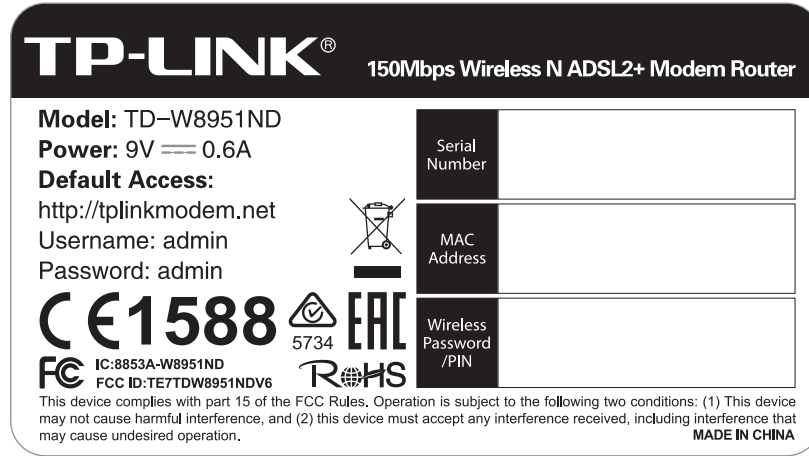 TP-LINK®
150Mbps Wireless N ADSL2+ Modem Router
Model: TD-W8951ND
Power: 9V 0.6A
Default Access:
http://tplinkmodem.net
Username: admin
Password: admin
CE1588
5734
EAC
FC
IC:8853A-W8951ND
FCC ID:TE7TDW8951NDV6
RoHS
Serial
Number
MAC
Address
Wireless
Password
/PIN
This device complies with part 15 of the FCC Rules. Operation is subject to the following two conditions: (1) This device
may not cause harmful interference, and (2) this device must accept any interference received, including interference that
may cause undesired operation.
MADE IN CHINA